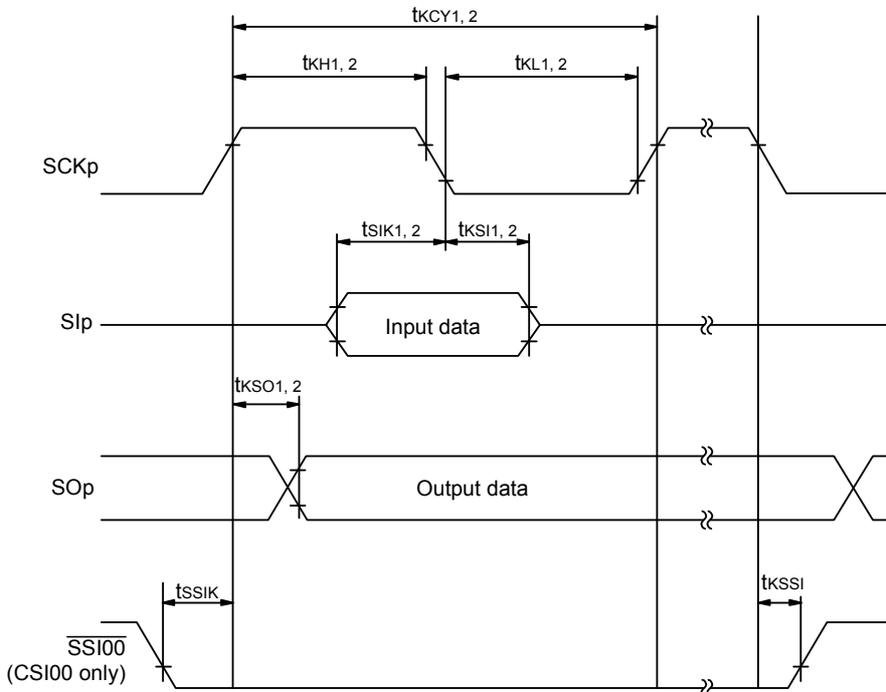 tKCY1, 2
tKH1, 2
tKL1, 2
SCKp
tSIK1, 2
tKSI1, 2
SIp
Input data
tKSO1, 2
SOp
Output data
tSSIK
tKSSI
SSI00
(CSI00 only)